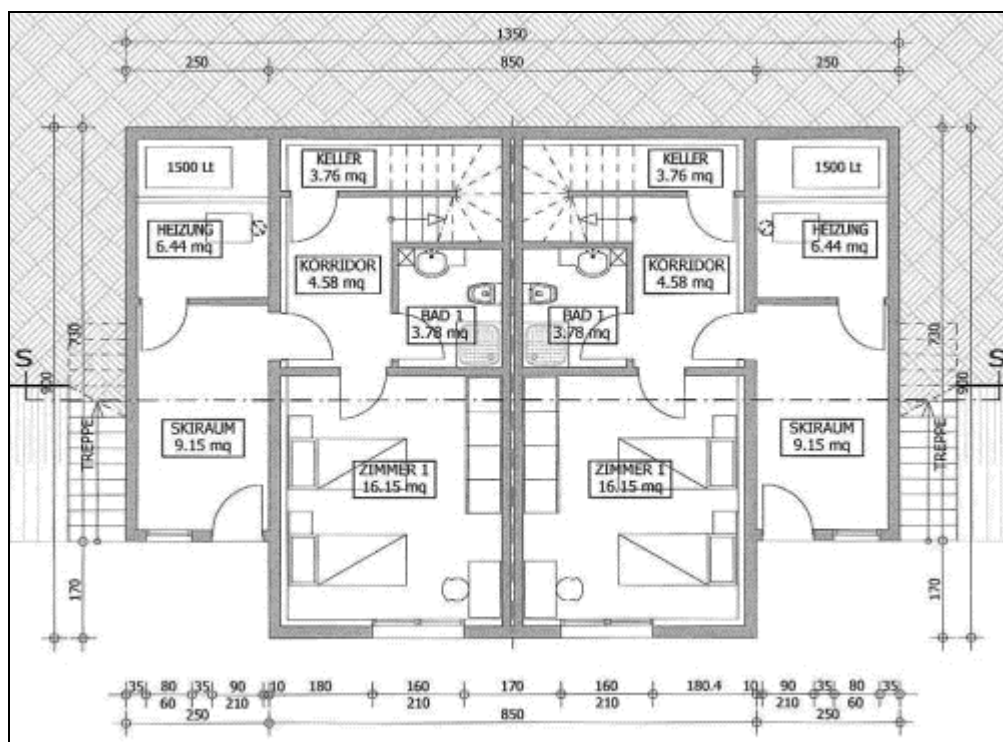 1350
250 850 250
KELLER
3.76 mq
KELLER
3.76 mq
1500 Lt
1500 Lt
HEIZUNG
6.44 mq
HEIZUNG
6.44 mq
KORRIDOR
4.58 mq
KORRIDOR
4.58 mq
BAD 1
3.78 mq
BAD 1
3.78 mq
730
900
730
900
S
S
SKIRAUM
9.15 mq
SKIRAUM
9.15 mq
TREPPE
TREPPE
ZIMMER 1
16.15 mq
ZIMMER 1
16.15 mq
170
170
35 80 35 90 10 180 160 170 160 180.4 10 90 35 80 35
60 210 210 210 210 60
250 850 250